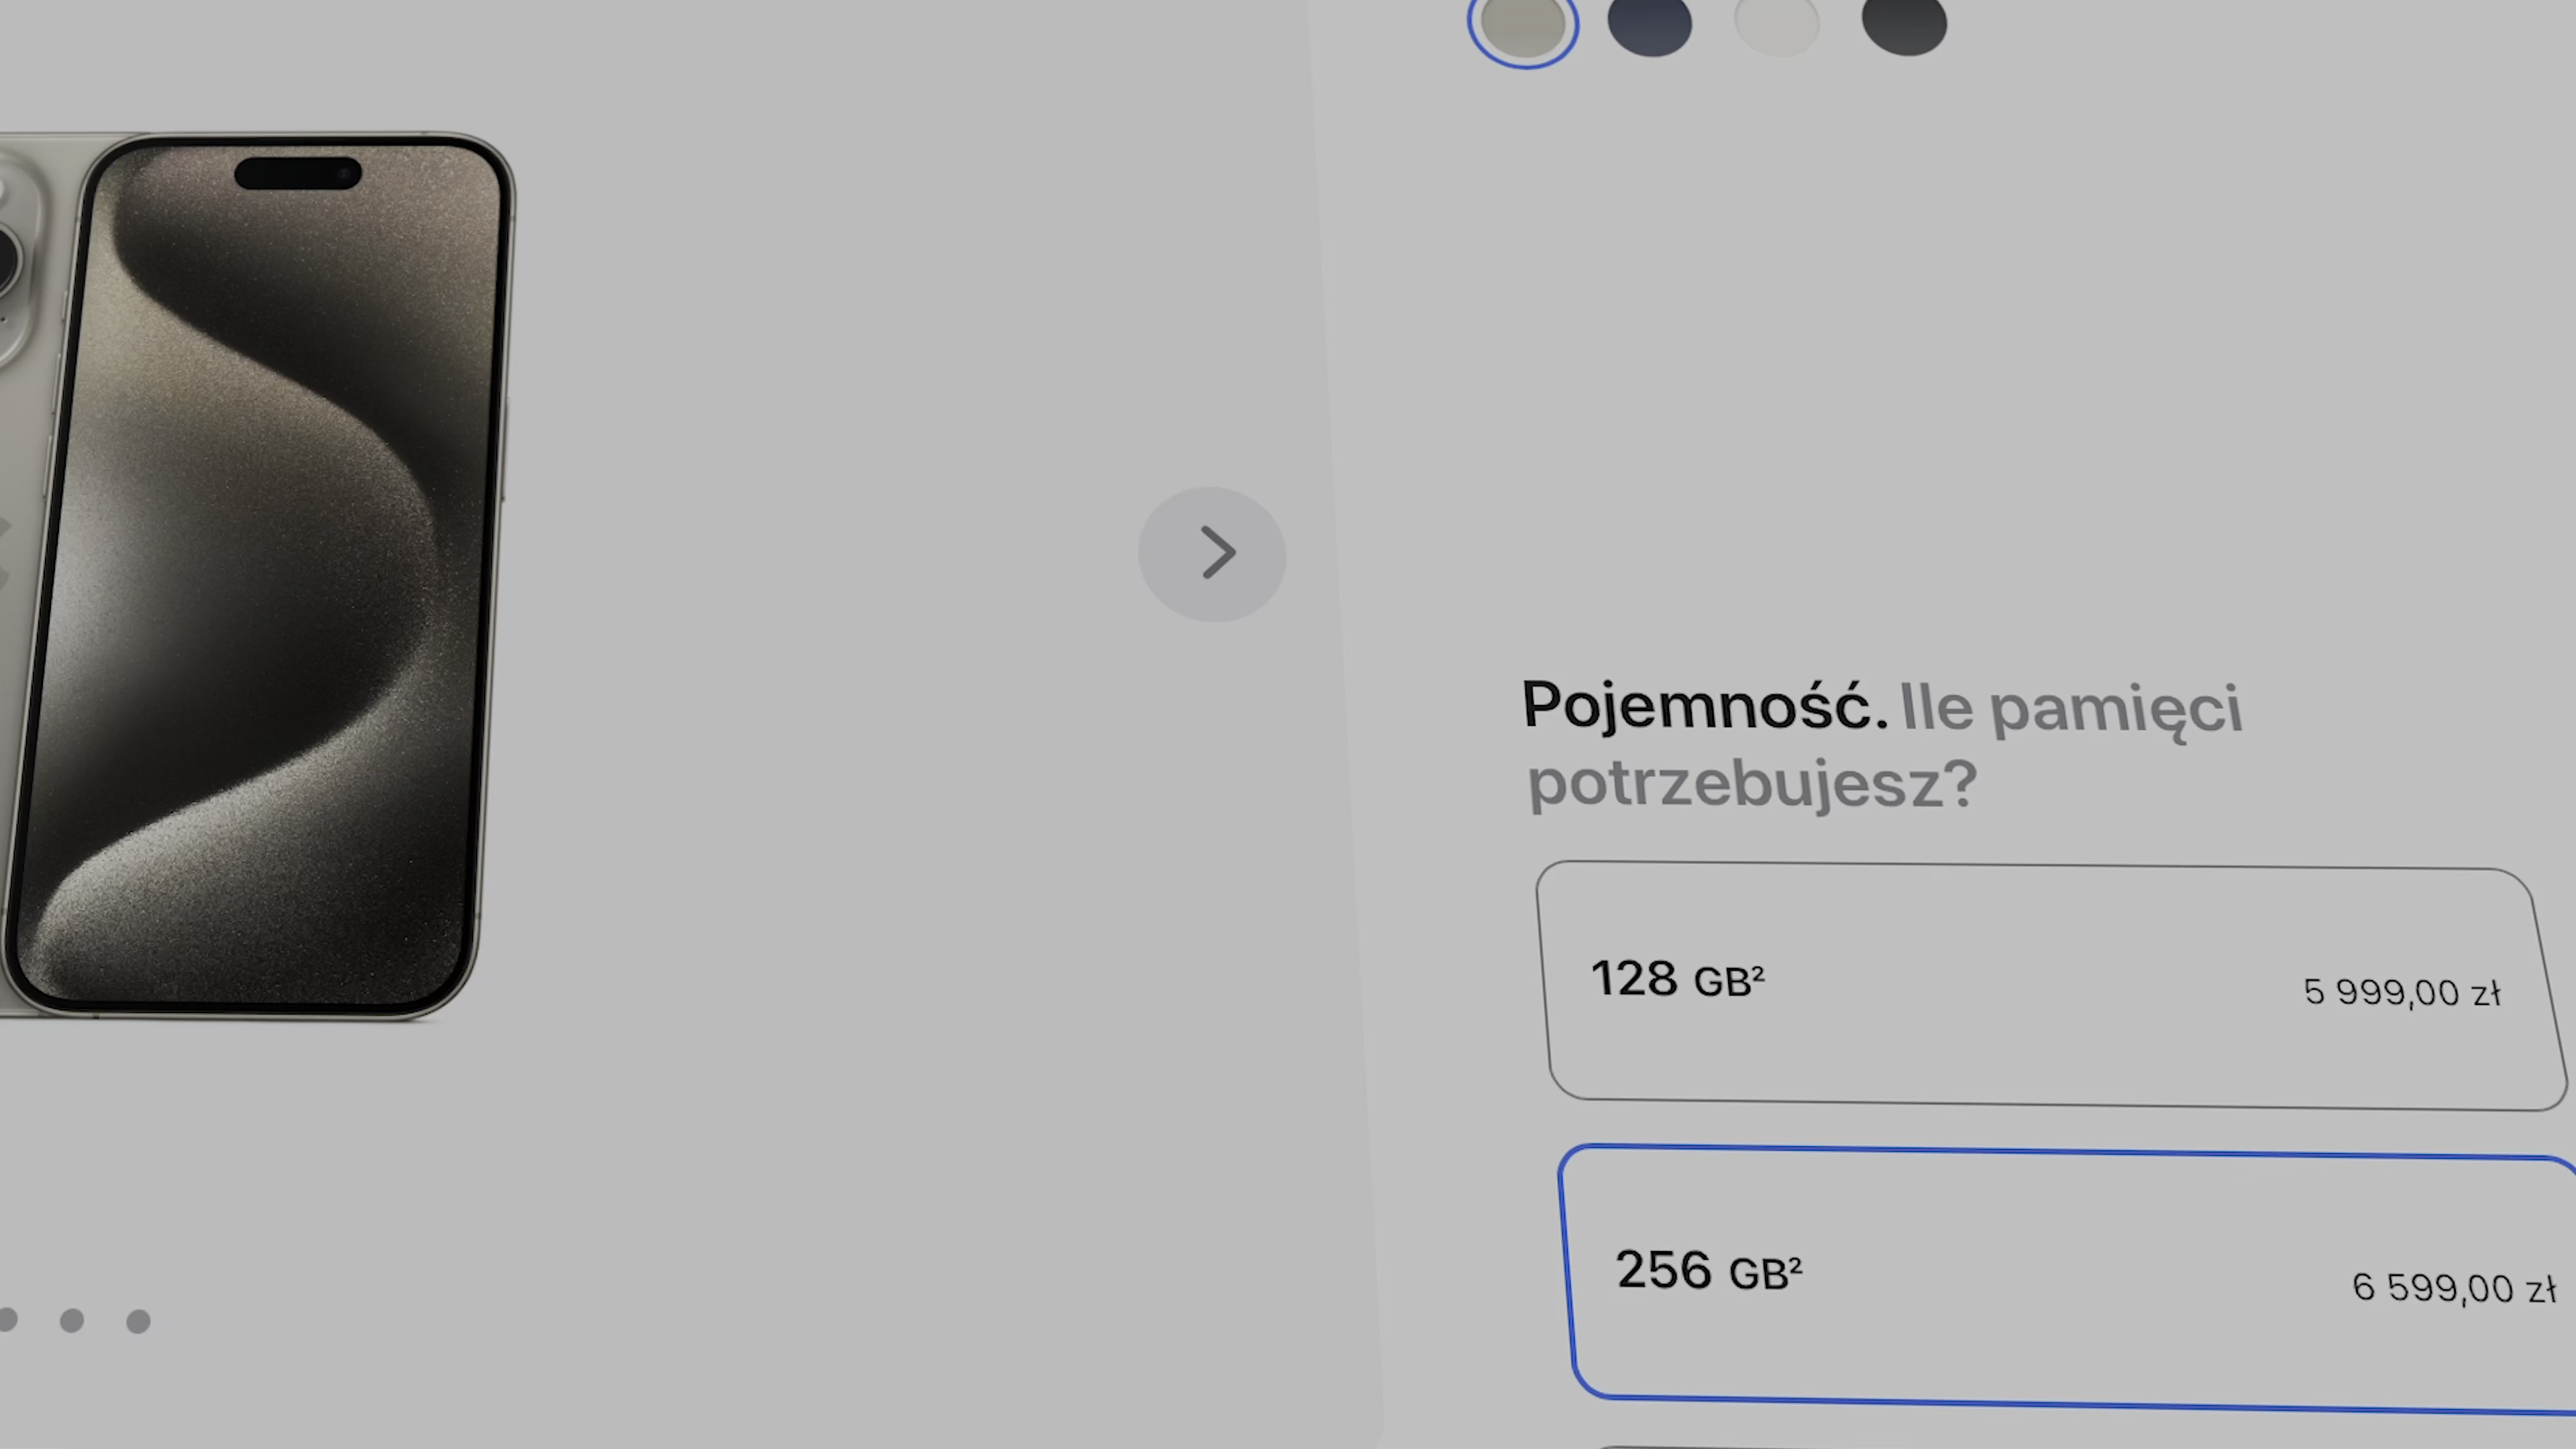 Pojemność. Ile pamięci
potrzebujesz?
128 GB²
5 999,00 zł
256 GB²
6 599,00 zł